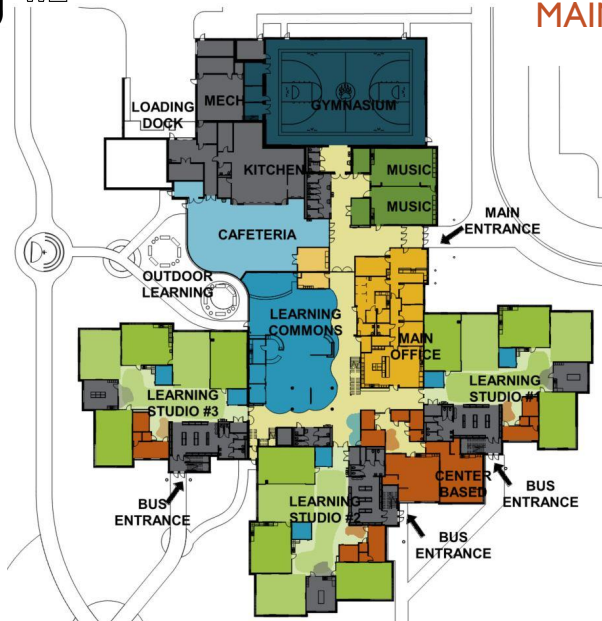 MAIN
LOADING
DOCK
MECH
GYMNASIUM
KITCHEN
MUSIC
MUSIC
MAIN
ENTRANCE
CAFETERIA
OUTDOOR
LEARNING
LEARNING
COMMONS
MAIN
OFFICE
LEARNING
STUDIO #3
LEARNING
STUDIO #1
CENTER
BASED
LEARNING
STUDIO #2
BUS
ENTRANCE
BUS
ENTRANCE
BUS
ENTRANCE